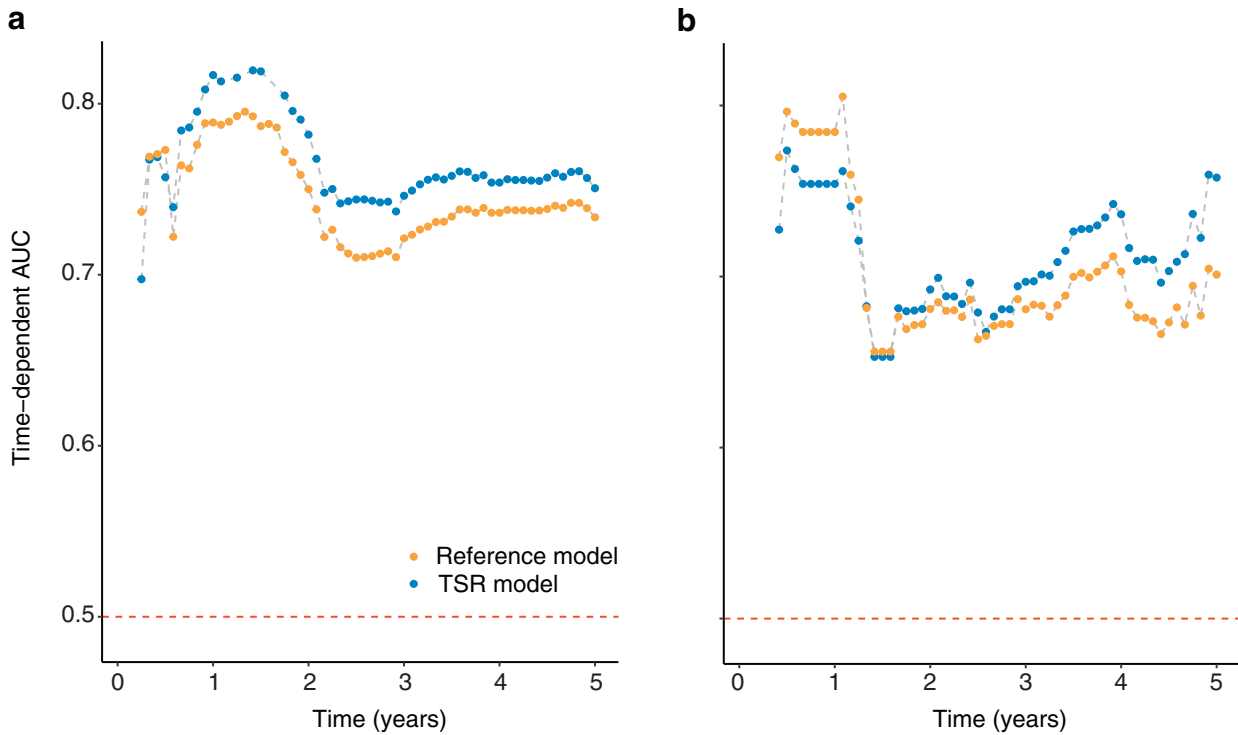 a
b
Time-dependent AUC
0.8
0.7
0.6
0.5
Reference model
TSR model
0 1 2 3 4 5
Time (years)
0 1 2 3 4 5
Time (years)